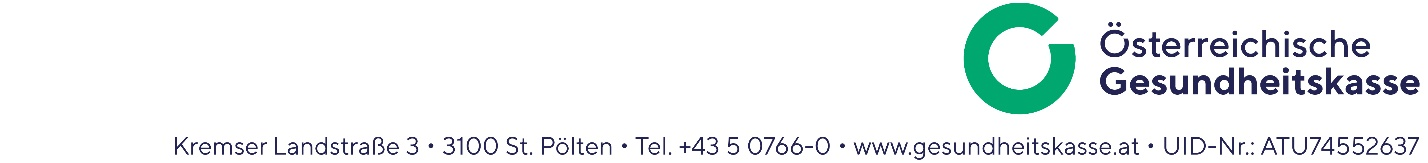 Österreichische
Gesundheitskasse
Kremser Landstraße 3 • 3100 St. Pölten • Tel. +43 5 0766-0 • www.gesundheitskasse.at • UID-Nr.: ATU74552637